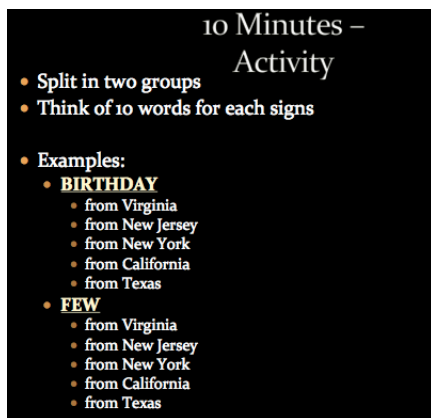 10 Minutes –
Activity
• Split in two groups
• Think of 10 words for each signs
• Examples:
• BIRTHDAY
• from Virginia
• from New Jersey
• from New York
• from California
• from Texas
• FEW
• from Virginia
• from New Jersey
• from New York
• from California
• from Texas